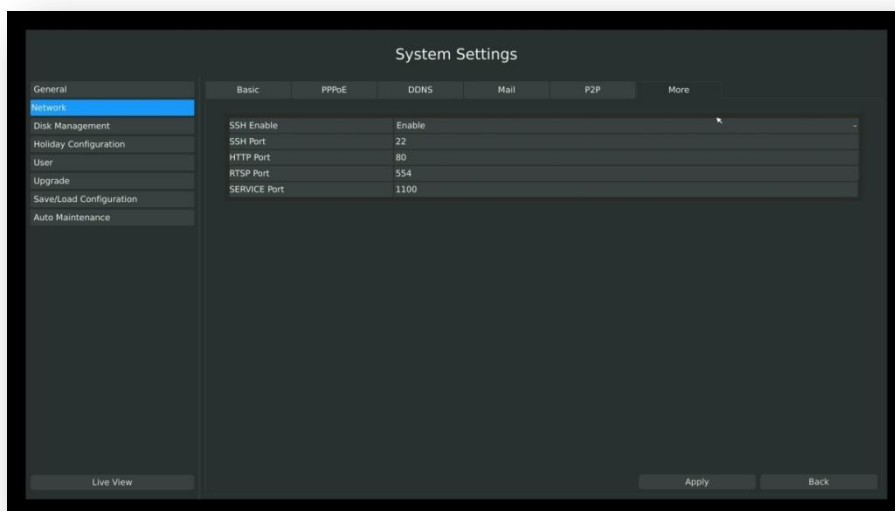 System Settings
General
Network
Disk Management
Holiday Configuration
User
Upgrade
Save/Load Configuration
Auto Maintenance
Live View
Basic PPPoE DDNS Mail P2P More
SSH Enable Enable
SSH Port 22
HTTP Port 80
RTSP Port 554
SERVICE Port 1100
Apply Back